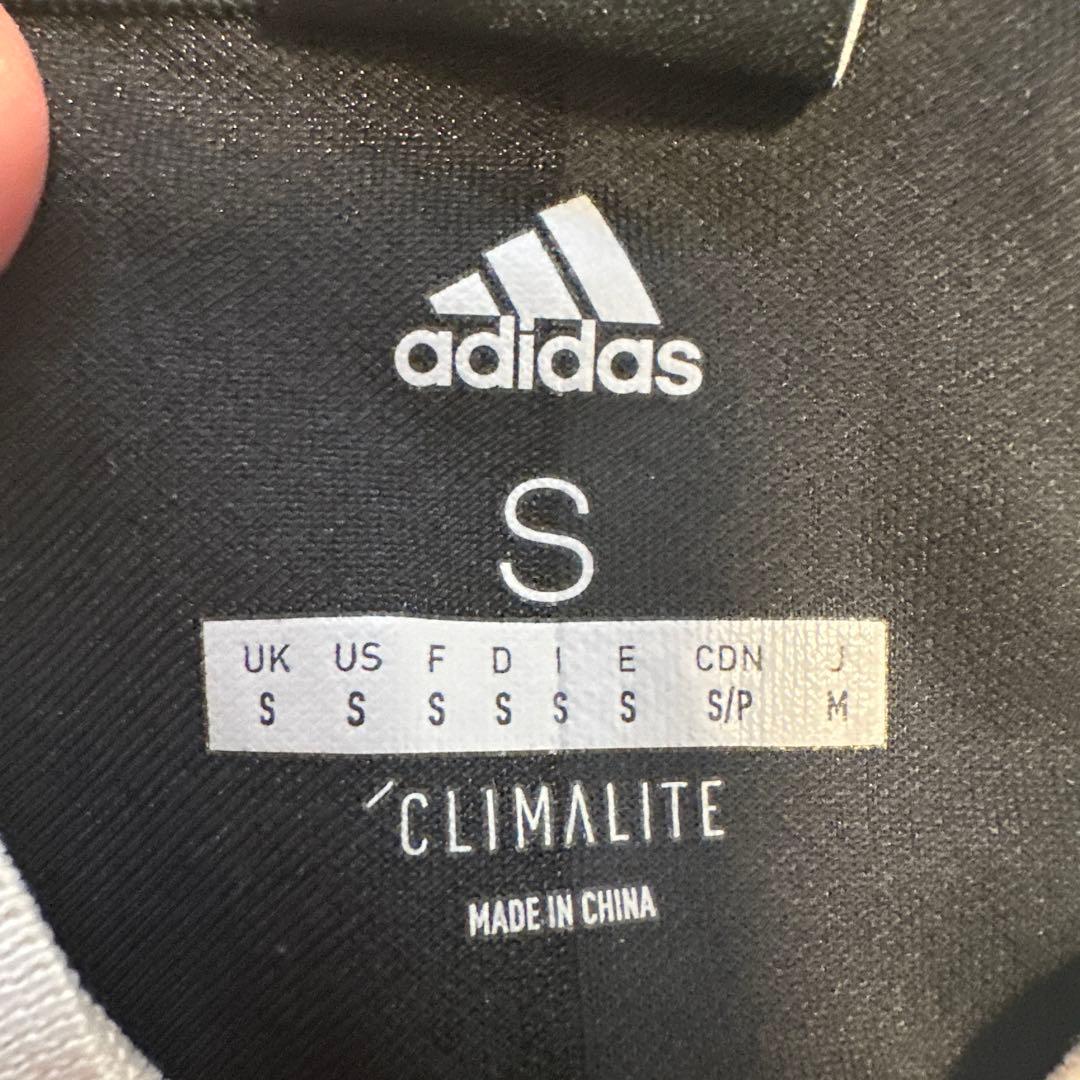 adidas
S
UK US F D I E CDN J
S S S S S S S/P M
CLIMALITE
MADE IN CHINA